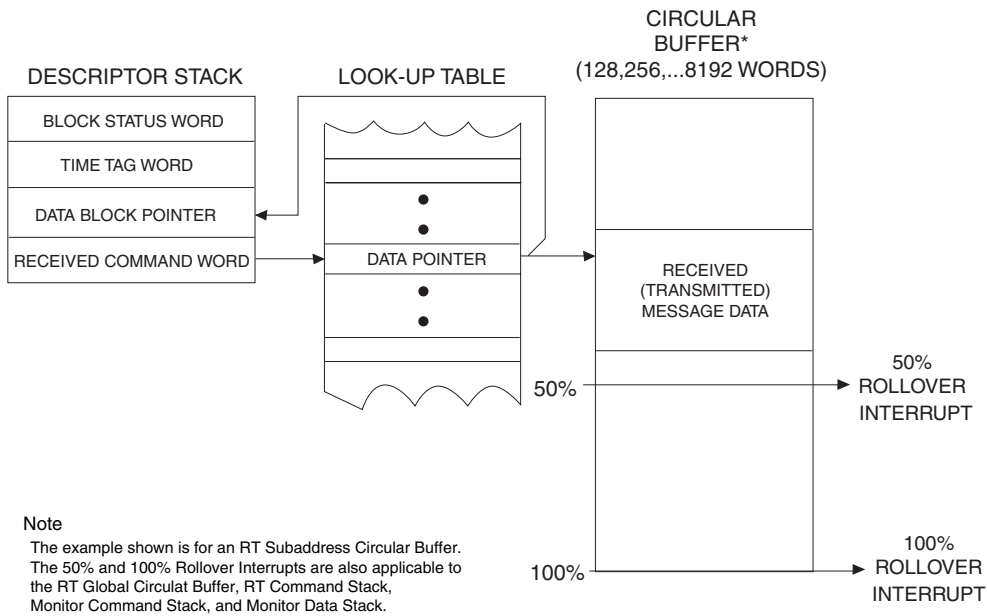 CIRCULAR
BUFFER*
(128,256,...8192 WORDS)
DESCRIPTOR STACK
LOOK-UP TABLE
BLOCK STATUS WORD
TIME TAG WORD
DATA BLOCK POINTER
RECEIVED COMMAND WORD
DATA POINTER
RECEIVED
(TRANSMITTED)
MESSAGE DATA
50%
50%
ROLLOVER
INTERRUPT
100%
100%
ROLLOVER
INTERRUPT
Note
The example shown is for an RT Subaddress Circular Buffer.
The 50% and 100% Rollover Interrupts are also applicable to
the RT Global Circulat Buffer, RT Command Stack,
Monitor Command Stack, and Monitor Data Stack.